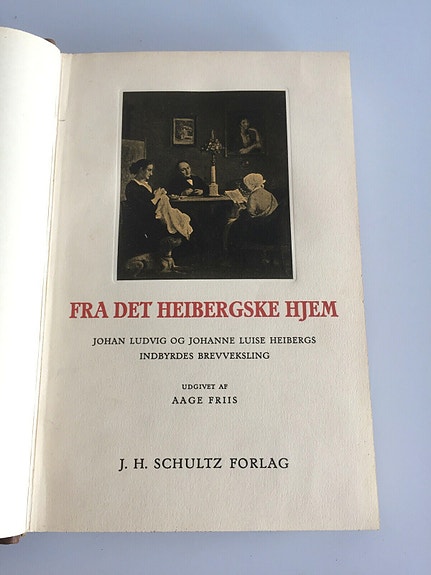 FRA DET HEIBERGSKE HJEM
JOHAN LUDVIG OG JOHANNE LUISE HEIBERGS
INDBYRDES BREVVEKSLING
UDGIVET AF
AAGE FRIIS
J. H. SCHULTZ FORLAG